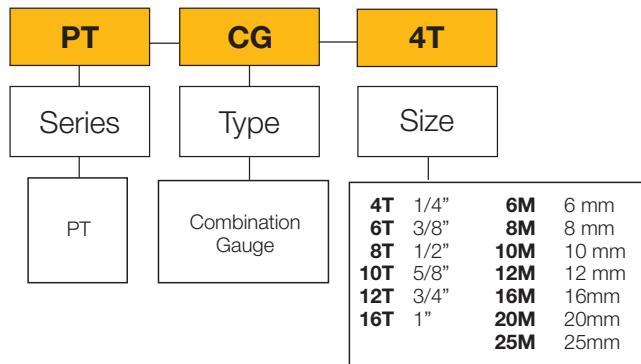 PT CG 4T
Series Type Size
PT
Combination
Gauge
4T 1/4” 6M 6 mm
6T 3/8” 8M 8 mm
8T 1/2” 10M 10 mm
10T 5/8” 12M 12 mm
12T 3/4” 16M 16mm
16T 1” 20M 20mm
25M 25mm